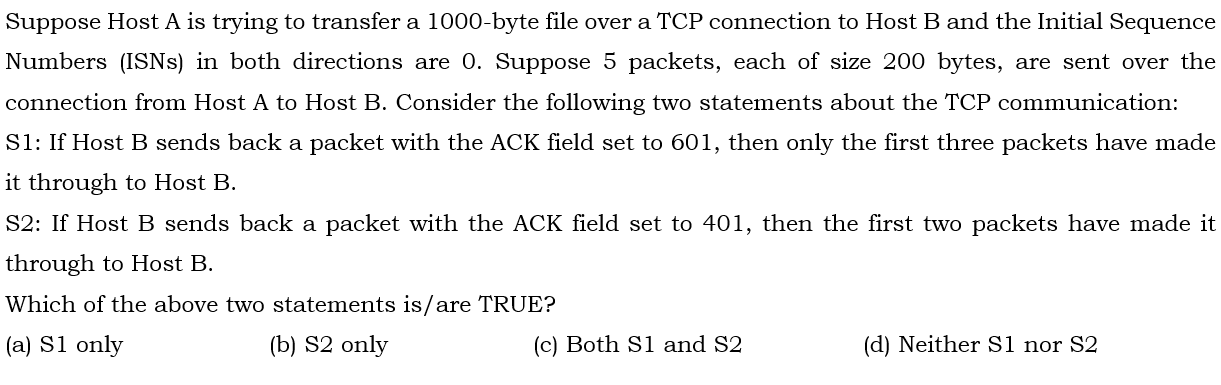 Suppose Host A is trying to transfer a 1000-byte file over a TCP connection to Host B and the Initial Sequence
Numbers (ISNs) in both directions are 0. Suppose 5 packets, each of size 200 bytes, are sent over the
connection from Host A to Host B. Consider the following two statements about the TCP communication:
S1: If Host B sends back a packet with the ACK field set to 601, then only the first three packets have made
it through to Host B.
S2: If Host B sends back a packet with the ACK field set to 401, then the first two packets have made it
through to Host B.
Which of the above two statements is/are TRUE?
(a) S1 only (b) S2 only (c) Both S1 and S2 (d) Neither S1 nor S2